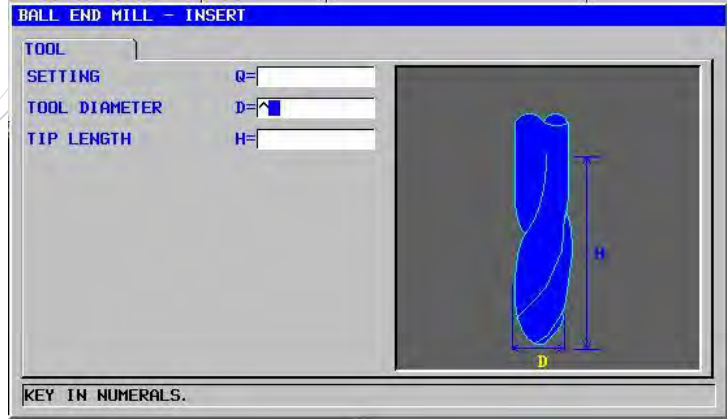 BALL END MILL - INSERT
TOOL
SETTING Q=
TOOL DIAMETER D=^
TIP LENGTH H=
H
D
KEY IN NUMERALS.